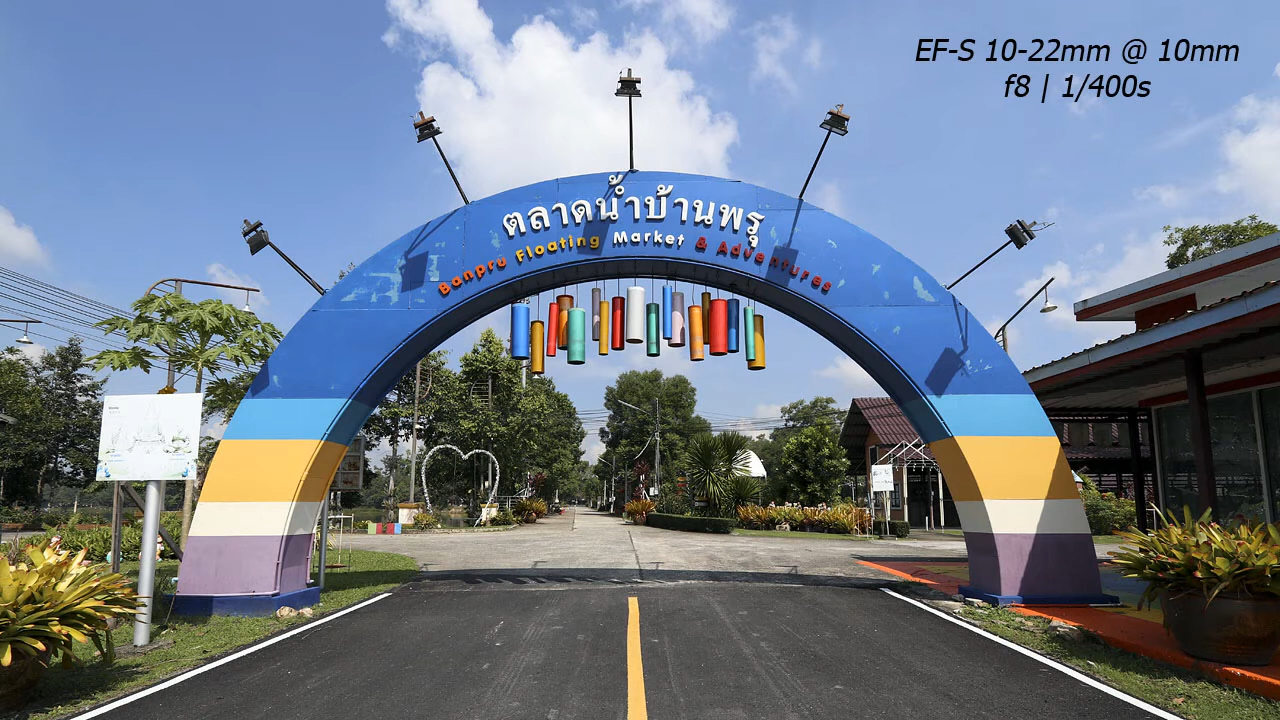 EF-S 10-22mm @ 10mm
f8 | 1/400s
ตลาดน้ำบ้านพรุ
Banpru Floating Market & Adventures